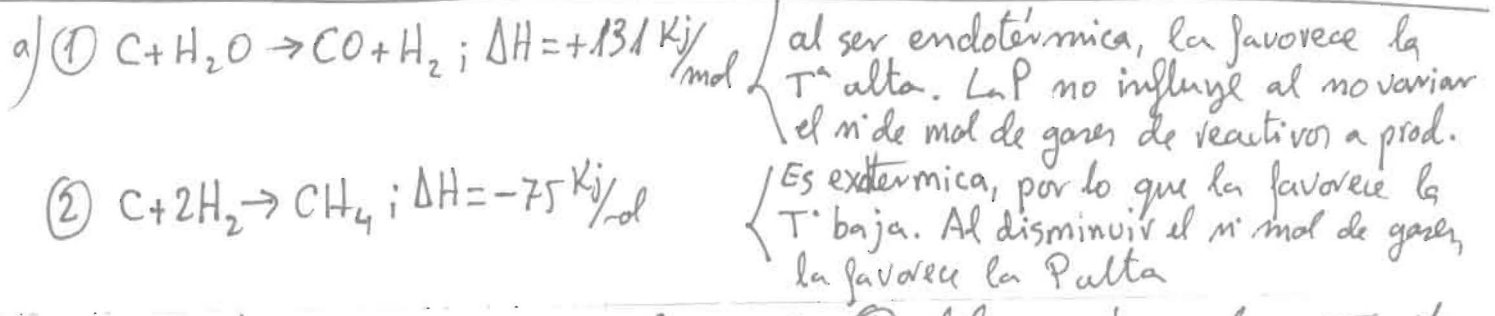 a) ① C+H₂O → CO+H₂ ; ΔH=+131 Kj/mol
al ser endotérmica, la favorece la
Tª alta. La P no influye al no variar
el nº de mol de gases de reactivos a prod.
② C+2H₂ → CH₄ ; ΔH=-75 Kj/mol
Es exotérmica, por lo que la favorece la
Tª baja. Al disminuir el nº mol de gases,
la favorece la P alta